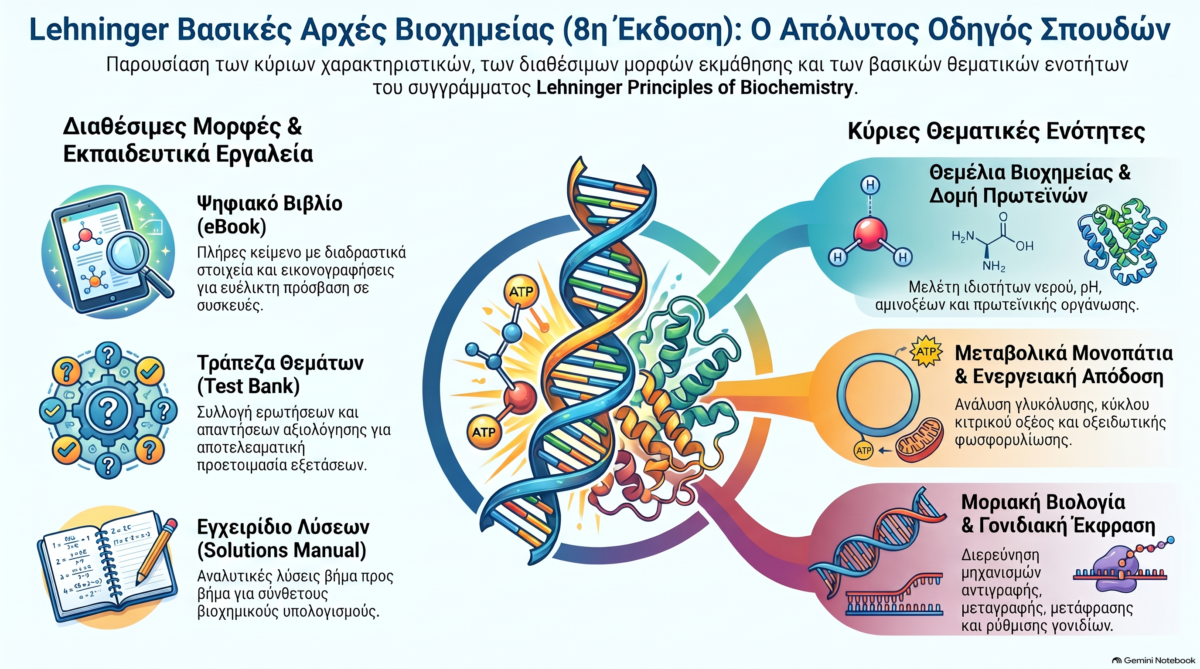 Lehninger Βασικές Αρχές Βιοχημείας (8η Έκδοση): Ο Απόλυτος Οδηγός Σπουδών
Παρουσίαση των κύριων χαρακτηριστικών, των διαθέσιμων μορφών εκμάθησης και των βασικών θεματικών ενοτήτων
του συγγράμματος Lehninger Principles of Biochemistry.
Διαθέσιμες Μορφές &
Εκπαιδευτικά Εργαλεία
Ψηφιακό Βιβλίο
(eBook)
Πλήρες κείμενο με διαδραστικά
στοιχεία και εικονογραφήσεις
για ευέλικτη πρόσβαση σε
συσκευές.
?
?
?
?
?
Τράπεζα Θεμάτων
(Test Bank)
Συλλογή ερωτήσεων και
απαντήσεων αξιολόγησης για
αποτελεαματική
προετοιμασία εξετάσεων.
Εγχειρίδιο Λύσεων
(Solutions Manual)
Αναλυτικές λύσεις βήμα προς
βήμα για σύνθετους
βιοχημικούς υπολογισμούς.
ATP
ATP
Κύριες Θεματικές Ενότητες
Θεμέλια Βιοχημείας &
Δομή Πρωτεϊνών
H
H
H
H₂N
O
OH
NH₂
Μελέτη ιδιοτήτων νερού, pH,
αμινοξέων και πρωτεϊνικής οργάνωσης.
ATP
ATP
Μεταβολικά Μονοπάτια
& Ενεργειακή Απόδοση
Ανάλυση γλυκόλυσης, κύκλου
κιτρικού οξέος και οξειδωτικής
φωσφορυλίωσης.
Μοριακή Βιολογία
& Γονιδιακή Έκφραση
Διερεύνηση
μηχανισμών
αντιγραφής,
μεταγραφής, μετάφρασης
και ρύθμισης γονιδίων.
Gemini Notebook